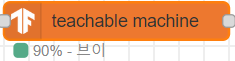 teachable machine
90% - 브이